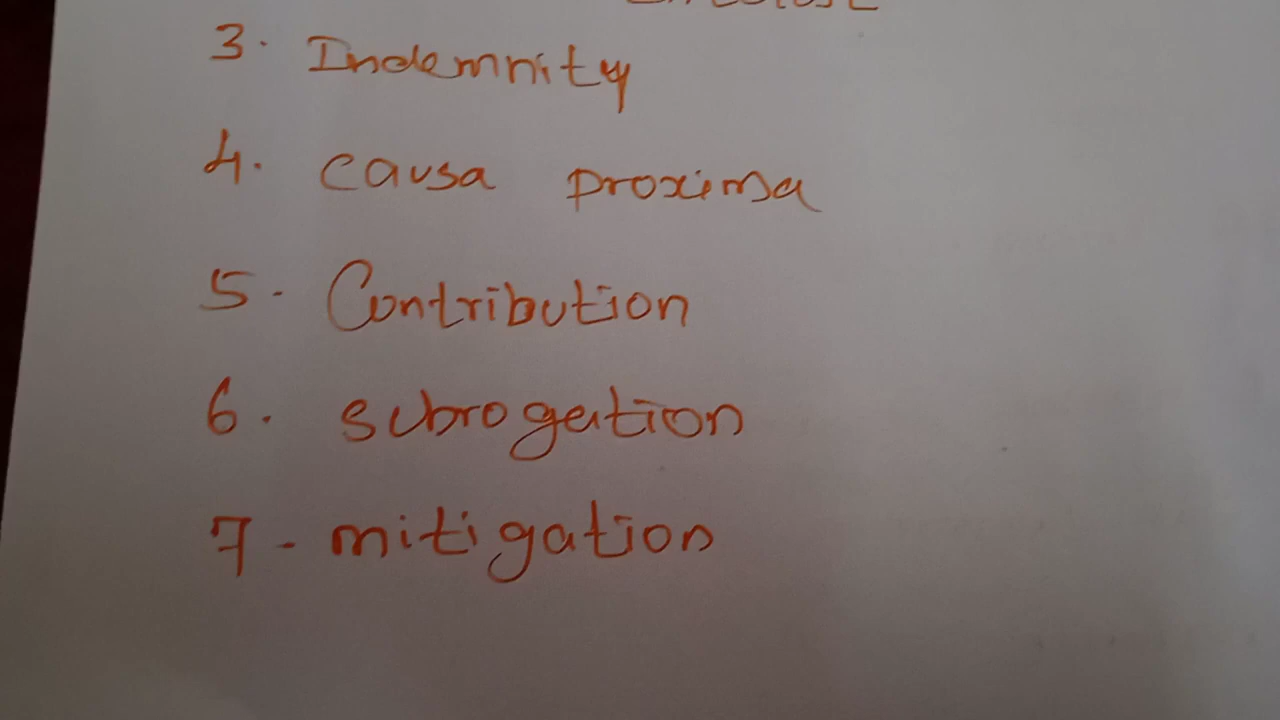 3. Indemnity
4. causa proxima
5. Contribution
6. subrogation
7- mitigation